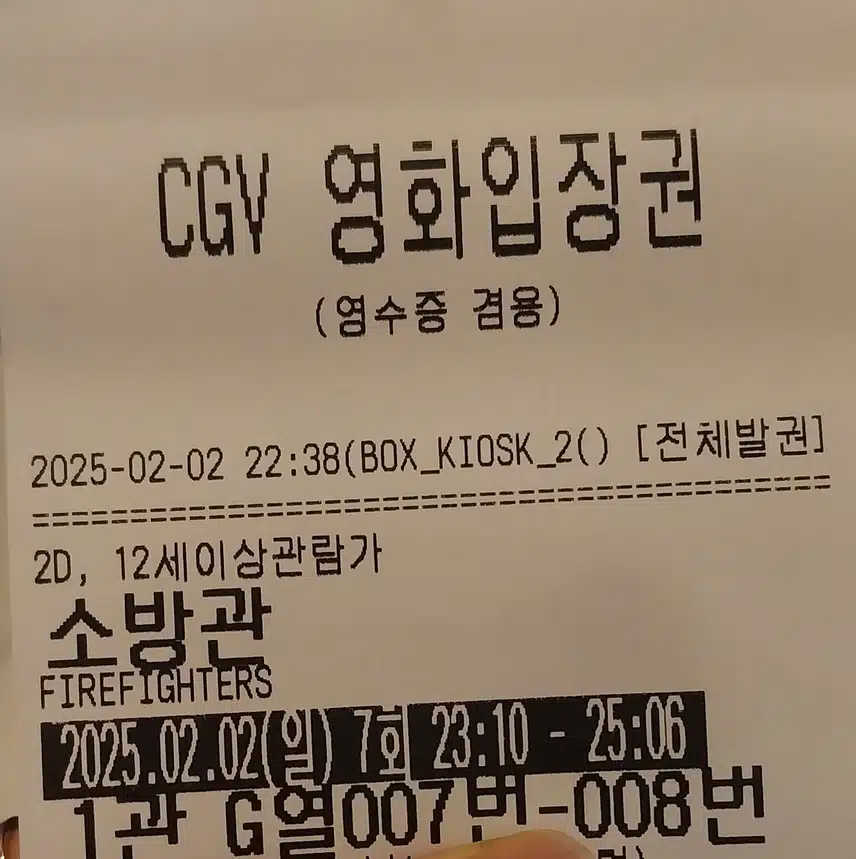 CGV 영화입장권
(영수증 겸용)
2025-02-02 22:38(BOX_KIOSK_2() [전체발권]
========================================
2D, 12세이상관람가
소방관
FIREFIGHTERS
2025.02.02(일) 7회 23:10 - 25:06
1관 G열007번-008번